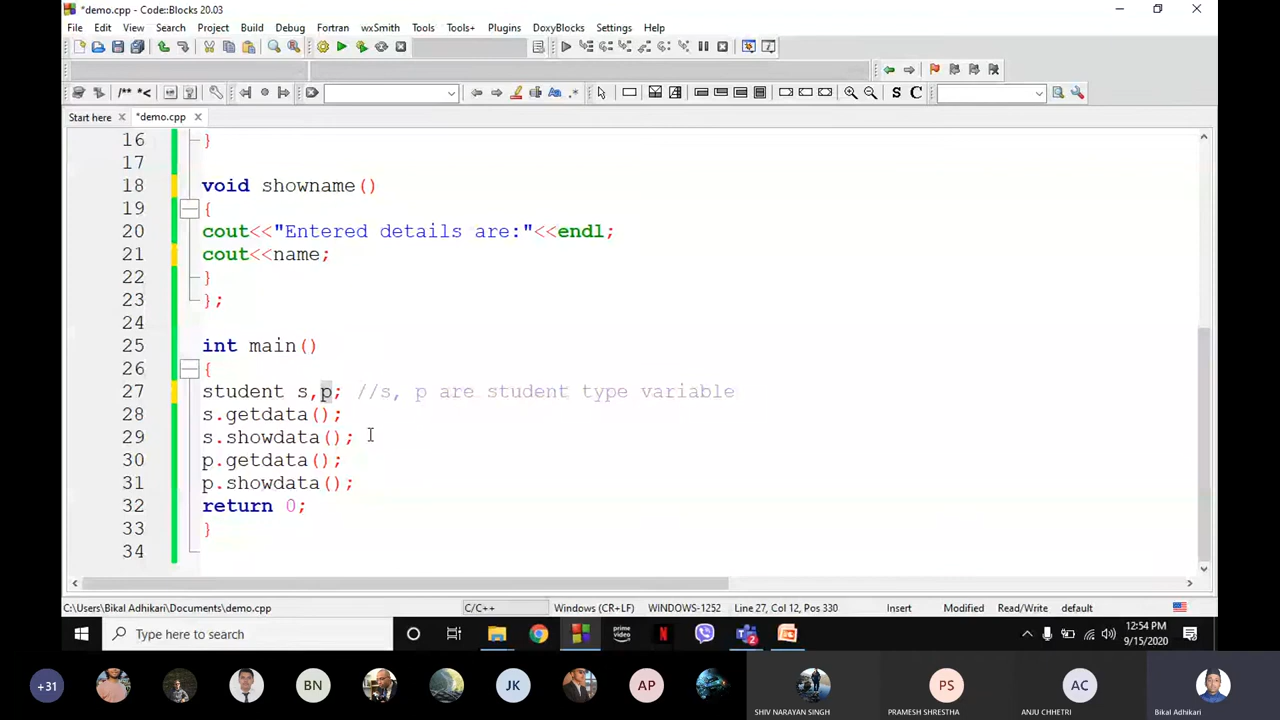 *demo.cpp - Code::Blocks 20.03
File Edit View Search Project Build Debug Fortran wxSmith Tools Tools+ Plugins DoxyBlocks Settings Help
/** *<
S C
Start here
*demo.cpp
16 }
17
18 void showname()
19 {
20 cout<<"Entered details are:"<<endl;
21 cout<<name;
22 }
23 };
24
25 int main()
26 {
27 student s,p; //s, p are student type variable
28 s.getdata();
29 s.showdata();
30 p.getdata();
31 p.showdata();
32 return 0;
33 }
34
C:\Users\Bikal Adhikari\Documents\demo.cpp C/C++ Windows (CR+LF) WINDOWS-1252 Line 27, Col 12, Pos 330 Insert Modified Read/Write default
Type here to search
prime video
N
12:54 PM
9/15/2020
+31
BN
JK
AP
PS
AC
SHIV NARAYAN SINGH
PRAMESH SHRESTHA
ANJU CHHETRI
Bikal Adhikari